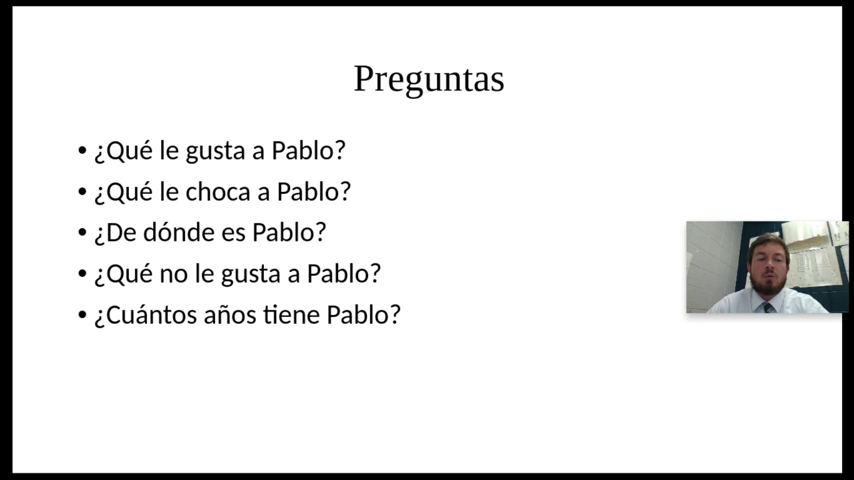 Preguntas
• ¿Qué le gusta a Pablo?
• ¿Qué le choca a Pablo?
• ¿De dónde es Pablo?
• ¿Qué no le gusta a Pablo?
• ¿Cuántos años tiene Pablo?